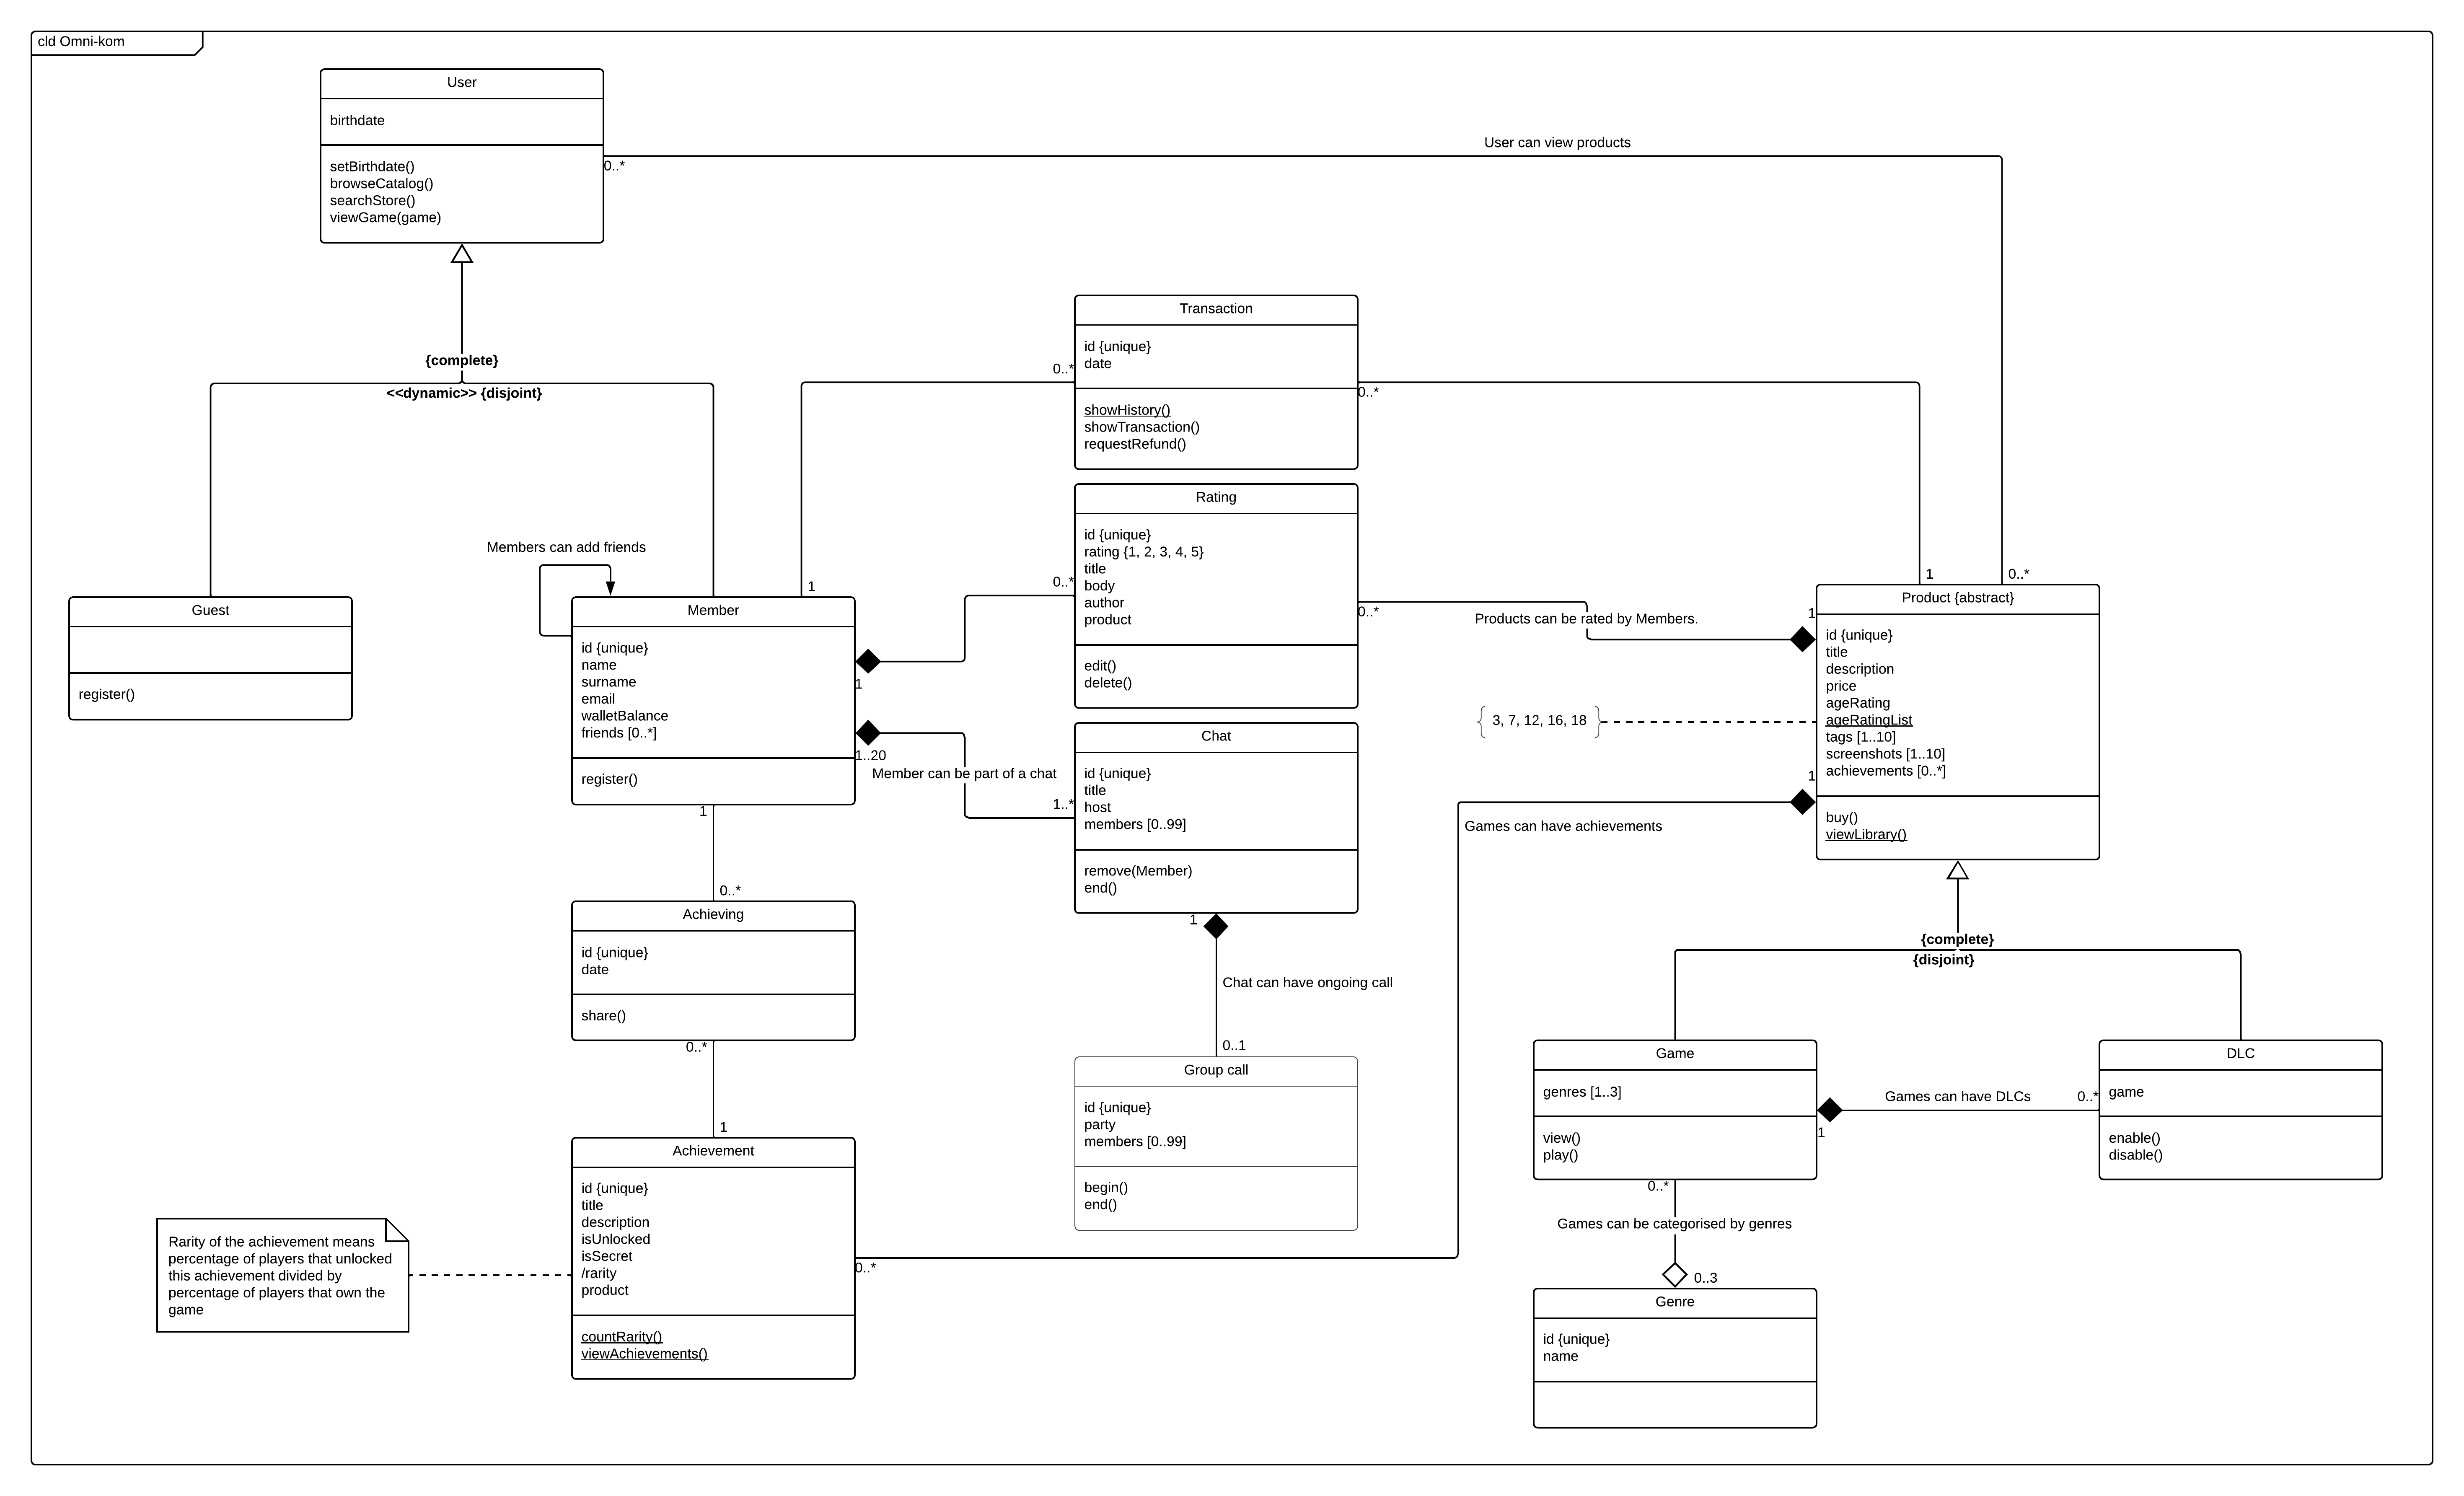 cld Omni-kom
User
birthdate
setBirthdate()
browseCatalog()
searchStore()
viewGame(game)
0..*
User can view products
0..*
{complete}
<<dynamic>> {disjoint}
Guest
register()
Members can add friends
Member
id {unique}
name
surname
email
walletBalance
friends [0..*]
register()
1
0..*
Transaction
id {unique}
date
showHistory()
showTransaction()
requestRefund()
0..*
1
1
0..*
Rating
id {unique}
rating {1, 2, 3, 4, 5}
title
body
author
product
edit()
delete()
0..*
Products can be rated by Members.
1
1..20
Member can be part of a chat
1..*
Chat
id {unique}
title
host
members [0..99]
remove(Member)
end()
1
Chat can have ongoing call
0..1
Group call
id {unique}
party
members [0..99]
begin()
end()
Product {abstract}
id {unique}
title
description
price
ageRating
ageRatingList
tags [1..10]
screenshots [1..10]
achievements [0..*]
buy()
viewLibrary()
3, 7, 12, 16, 18
1
Games can have achievements
0..*
1
0..*
Achieving
id {unique}
date
share()
0..*
1
Achievement
id {unique}
title
description
isUnlocked
isSecret
/rarity
product
countRarity()
viewAchievements()
Rarity of the achievement means
percentage of players that unlocked
this achievement divided by
percentage of players that own the
game
{complete}
{disjoint}
Game
genres [1..3]
view()
play()
1
Games can have DLCs
0..*
DLC
game
enable()
disable()
0..*
Games can be categorised by genres
0..3
Genre
id {unique}
name